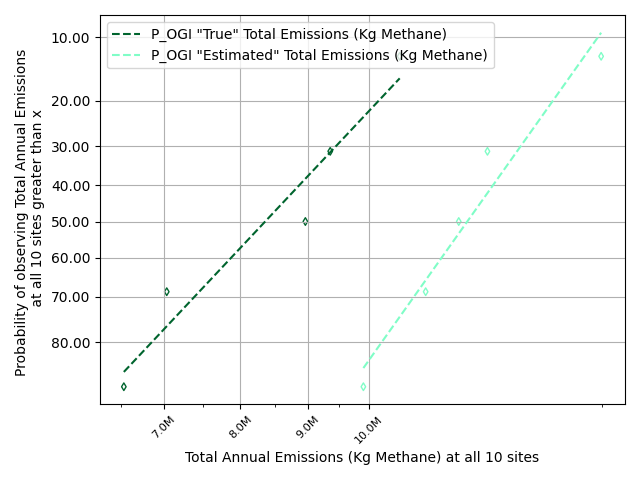 P_OGI "True" Total Emissions (Kg Methane)
P_OGI "Estimated" Total Emissions (Kg Methane)
10.00
20.00
30.00
40.00
50.00
60.00
70.00
80.00
Probability of observing Total Annual Emissions
at all 10 sites greater than x
7.0M
8.0M
9.0M
10.0M
Total Annual Emissions (Kg Methane) at all 10 sites